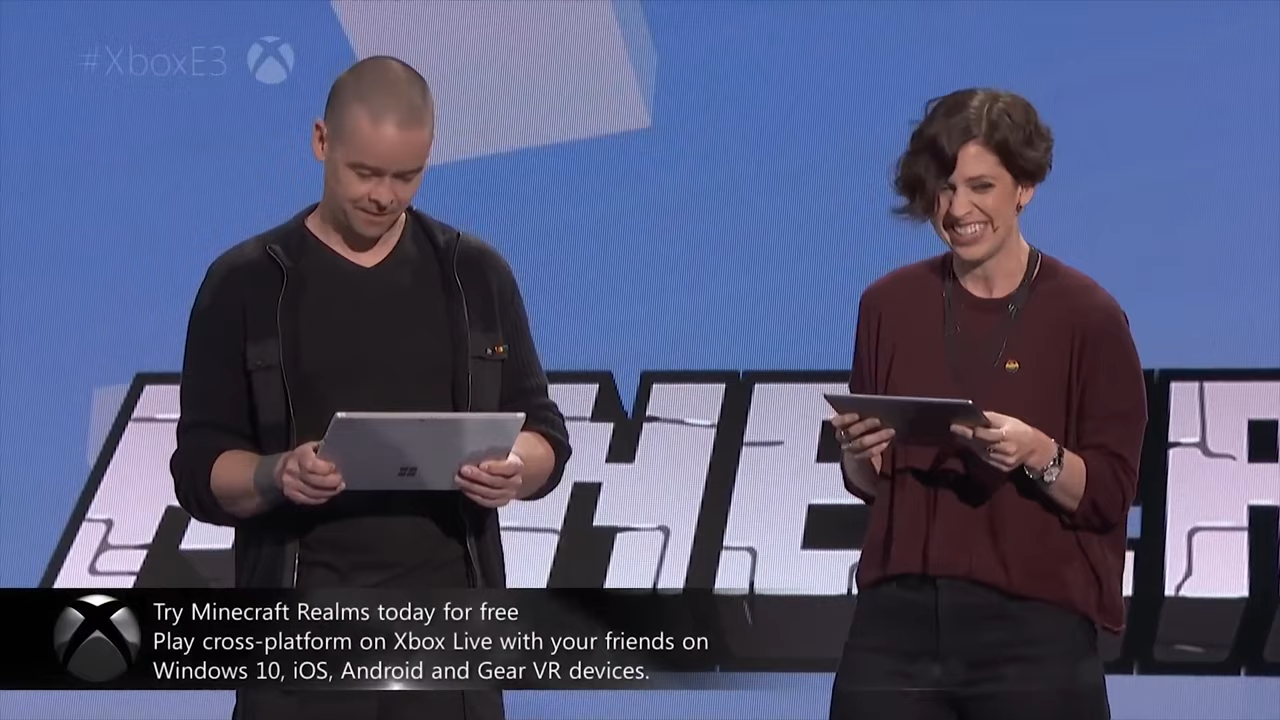 #XboxE3
MINECRA
Try Minecraft Realms today for free
Play cross-platform on Xbox Live with your friends on
Windows 10, iOS, Android and Gear VR devices.